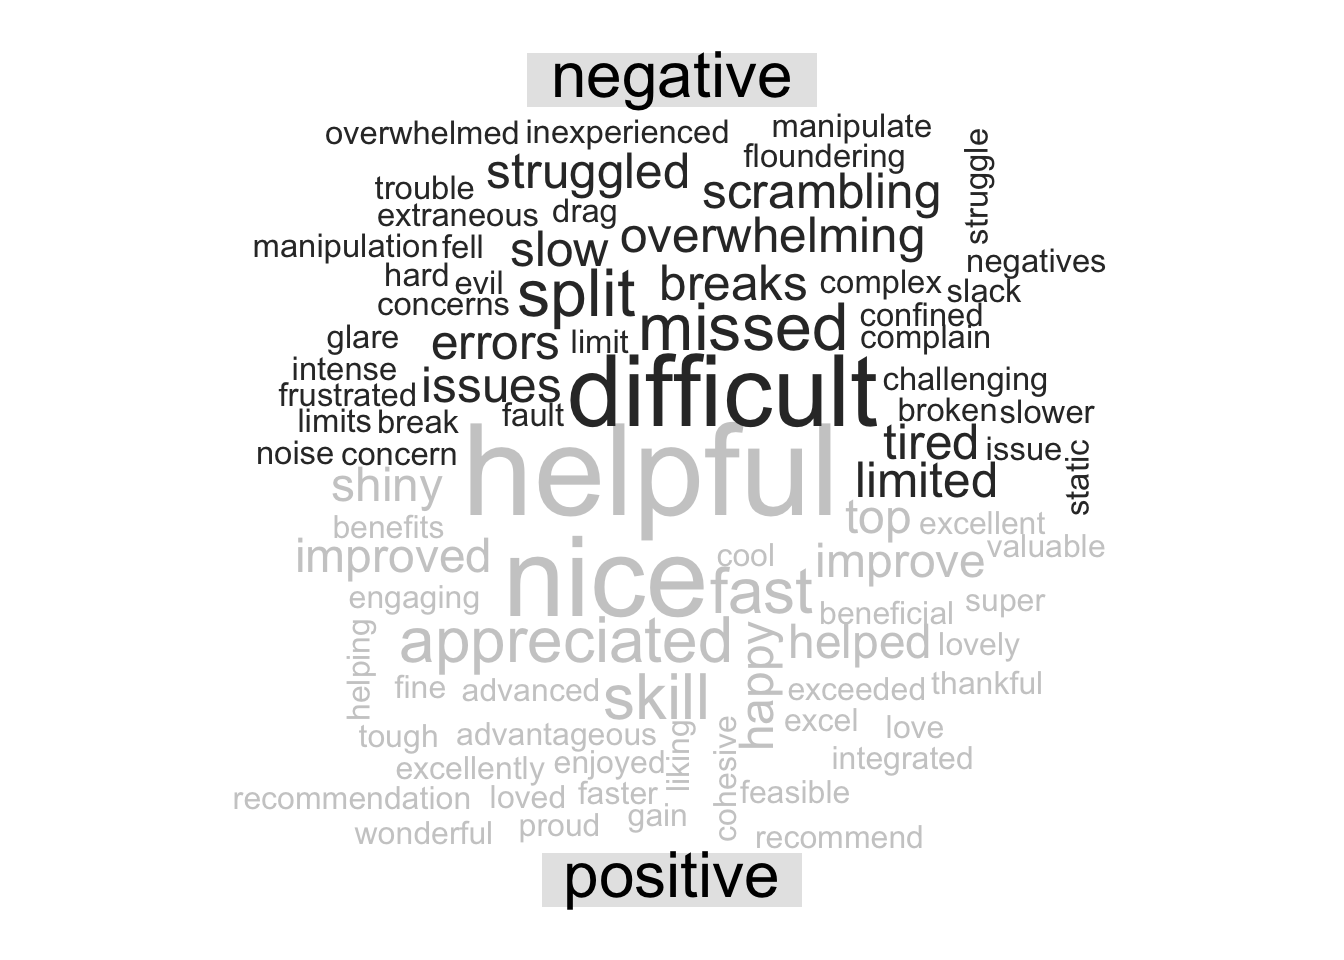 negative
overwhelmed inexperienced manipulate
struggle
floundering
trouble struggled scrambling
extraneous drag
manipulation fell slow overwhelming
negatives
hard evil split breaks complex slack
concerns confined
glare errors limit missed complain
intense
frustrated issues difficult challenging
limits break fault broken slower
noise concern tired issue
static
shiny helpful limited
benefits top excellent
improved nice cool improve valuable
engaging fast beneficial super
helping
appreciated happy helped lovely
fine advanced skill exceeded thankful
tough advantageous liking cohesive excel love
excellently enjoyed integrated
recommendation loved faster feasible
wonderful proud gain recommend
positive